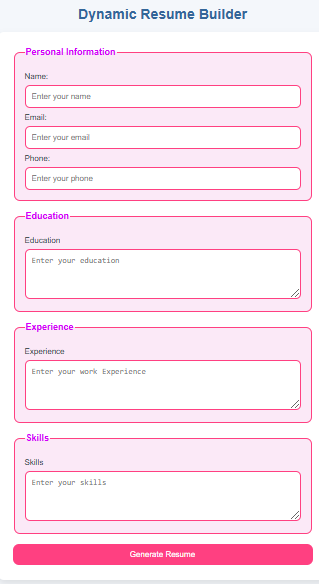 Dynamic Resume Builder
Personal Information
Name:
Enter your name
Email:
Enter your email
Phone:
Enter your phone
Education
Education
Enter your education
Experience
Experience
Enter your work Experience
Skills
Skills
Enter your skills
Generate Resume